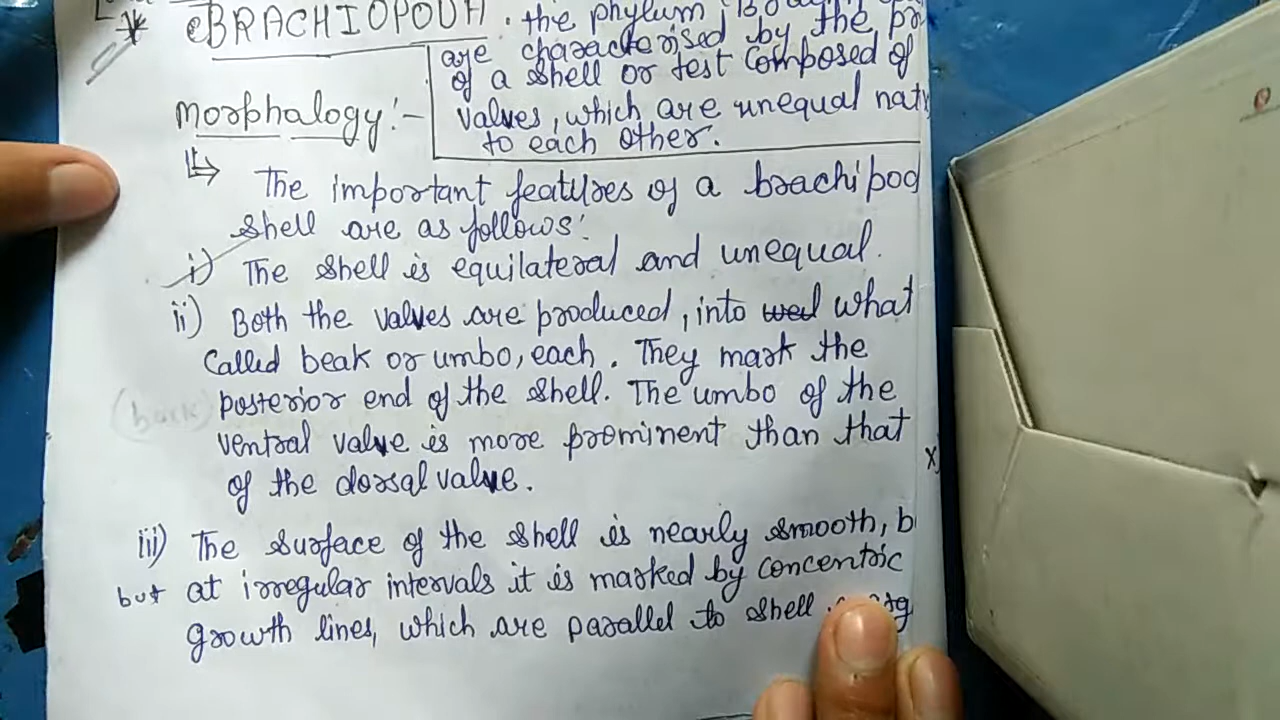 BRACHIOPODA. the phylum,
are characterised by the
of a shell or test composed of
valves, which are unequal
to each other.
Morphalogy:-
The important features of a brachipod
shell are as follows:
i) The shell is equilateral and unequal.
ii) Both the valves are produced, into what
called beak or umbo, each. They mark the
(back) posterior end of the shell. The umbo of the
ventral valve is more prominent than that
of the dorsal valve.
iii) The surface of the shell is nearly smooth, b
but at irregular intervals it is marked by concentric
growth lines, which are parallel to shell